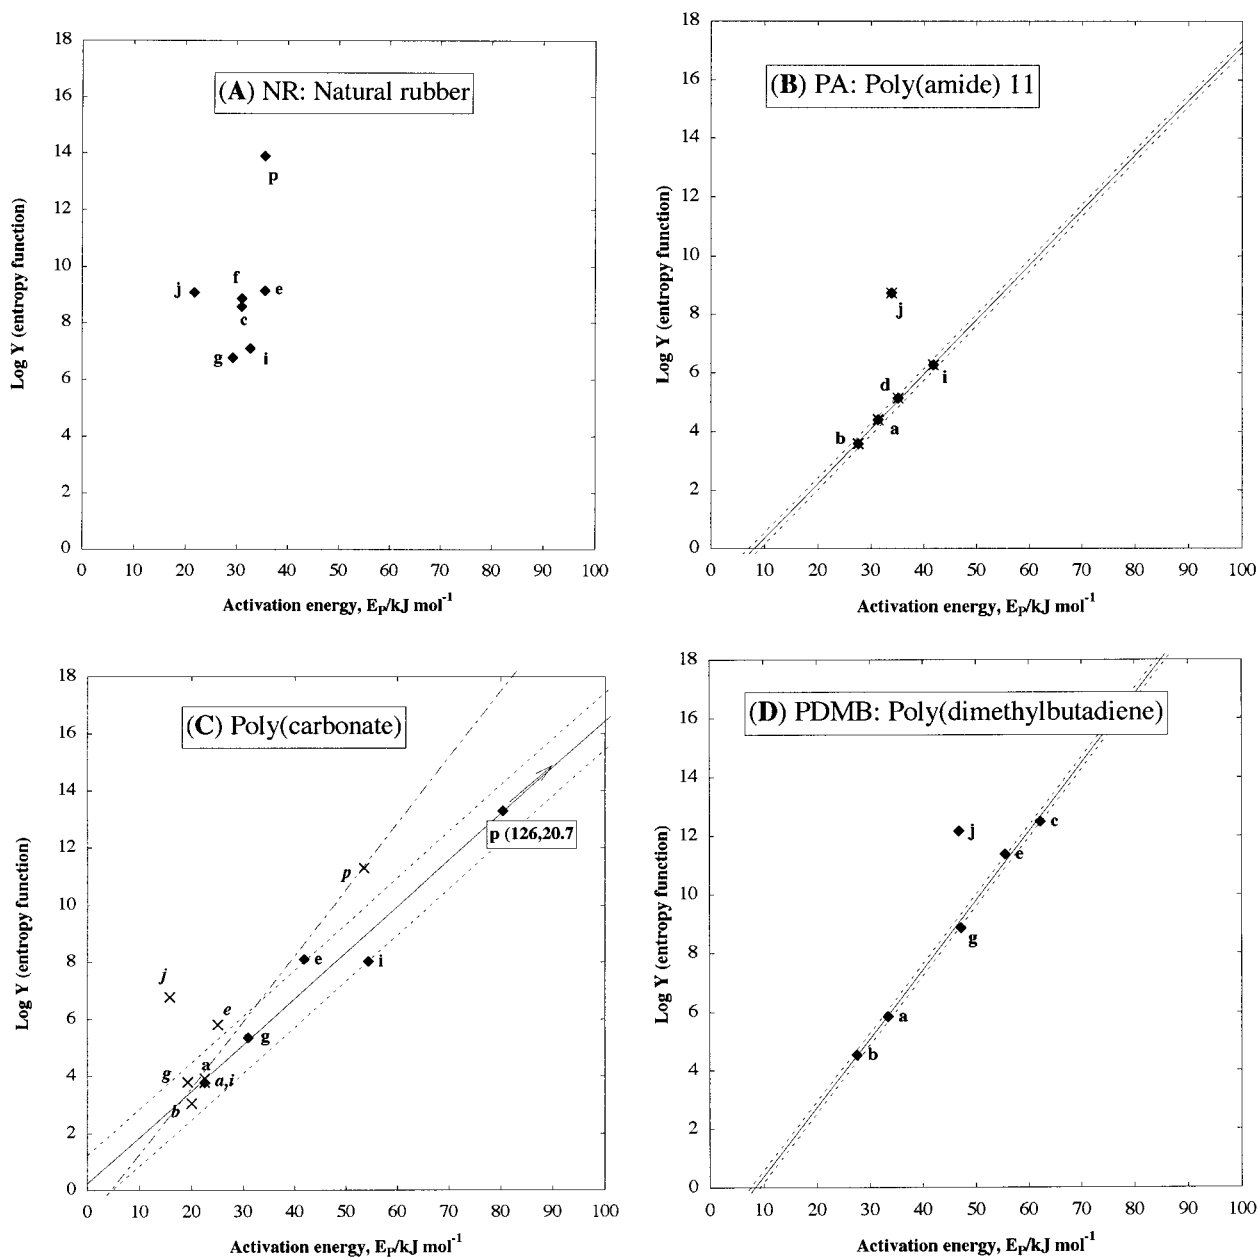 18
16
14
12
10
8
6
4
2
0
Log Y (entropy function)
(A) NR: Natural rubber
p
f
j
e
c
g
i
0 10 20 30 40 50 60 70 80 90 100
Activation energy, EP/kJ mol-1
18
16
14
12
10
8
6
4
2
0
Log Y (entropy function)
(B) PA: Poly(amide) 11
j
d
i
b
a
0 10 20 30 40 50 60 70 80 90 100
Activation energy, EP/kJ mol-1
18
16
14
12
10
8
6
4
2
0
Log Y (entropy function)
(C) Poly(carbonate)
p (126,20.7
p
j
e
i
e
g
a
g
a,i
b
0 10 20 30 40 50 60 70 80 90 100
Activation energy, EP/kJ mol-1
18
16
14
12
10
8
6
4
2
0
Log Y (entropy function)
(D) PDMB: Poly(dimethylbutadiene)
j
c
e
g
a
b
0 10 20 30 40 50 60 70 80 90 100
Activation energy, EP/kJ mol-1